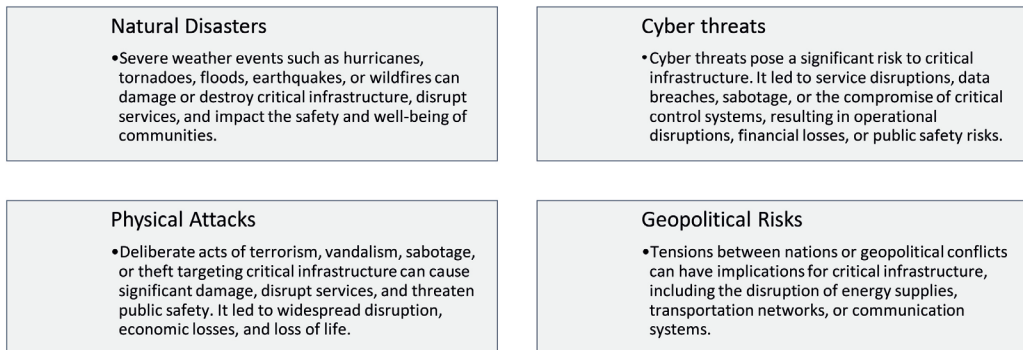 Natural Disasters
•Severe weather events such as hurricanes,
tornadoes, floods, earthquakes, or wildfires can
damage or destroy critical infrastructure, disrupt
services, and impact the safety and well-being of
communities.
Cyber threats
•Cyber threats pose a significant risk to critical
infrastructure. It led to service disruptions, data
breaches, sabotage, or the compromise of critical
control systems, resulting in operational
disruptions, financial losses, or public safety risks.
Physical Attacks
•Deliberate acts of terrorism, vandalism, sabotage,
or theft targeting critical infrastructure can cause
significant damage, disrupt services, and threaten
public safety. It led to widespread disruption,
economic losses, and loss of life.
Geopolitical Risks
•Tensions between nations or geopolitical conflicts
can have implications for critical infrastructure,
including the disruption of energy supplies,
transportation networks, or communication
systems.